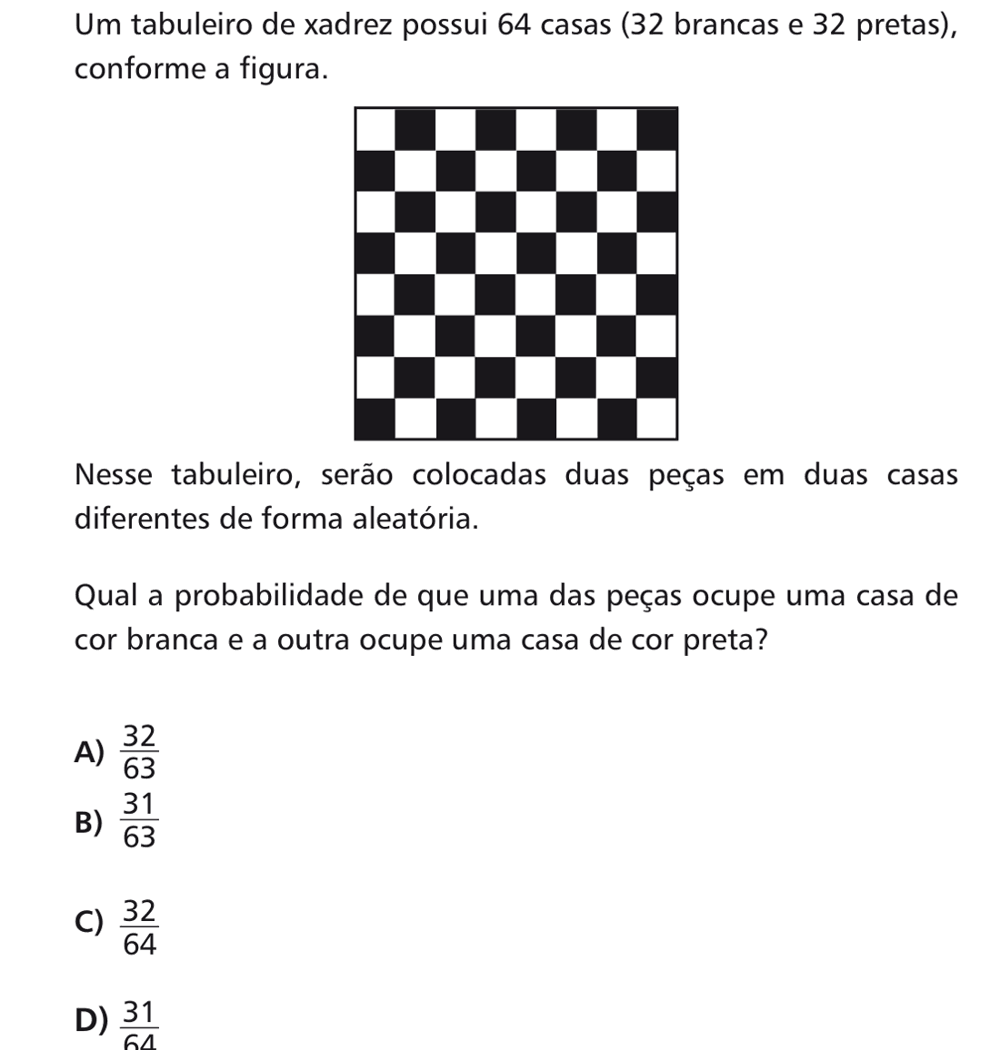 Um tabuleiro de xadrez possui 64 casas (32 brancas e 32 pretas),
conforme a figura.
Nesse tabuleiro, serão colocadas duas peças em duas casas
diferentes de forma aleatória.
Qual a probabilidade de que uma das peças ocupe uma casa de
cor branca e a outra ocupe uma casa de cor preta?
A) 32/63
B) 31/63
C) 32/64
D) 31/64